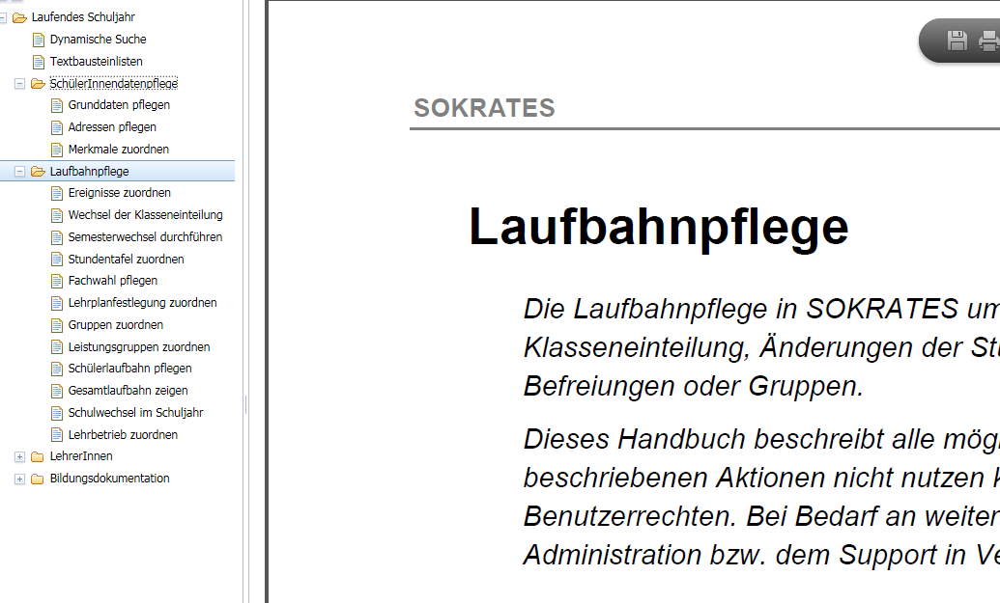 Laufendes Schuljahr
Dynamische Suche
Textbausteinlisten
SchülerInnendatenpflege
Grunddaten pflegen
Adressen pflegen
Merkmale zuordnen
Laufbahnpflege
Ereignisse zuordnen
Wechsel der Klasseneinteilung
Semesterwechsel durchführen
Stundentafel zuordnen
Fachwahl pflegen
Lehrplanfestlegung zuordnen
Gruppen zuordnen
Leistungsgruppen zuordnen
Schülerlaufbahn pflegen
Gesamtlaufbahn zeigen
Schulwechsel im Schuljahr
Lehrbetrieb zuordnen
LehrerInnen
Bildungsdokumentation
SOKRATES
Laufbahnpflege
Die Laufbahnpflege in SOKRATES um
Klasseneinteilung, Änderungen der Stu
Befreiungen oder Gruppen.
Dieses Handbuch beschreibt alle mögl
beschriebenen Aktionen nicht nutzen k
Benutzerrechten. Bei Bedarf an weiter
Administration bzw. dem Support in Ve